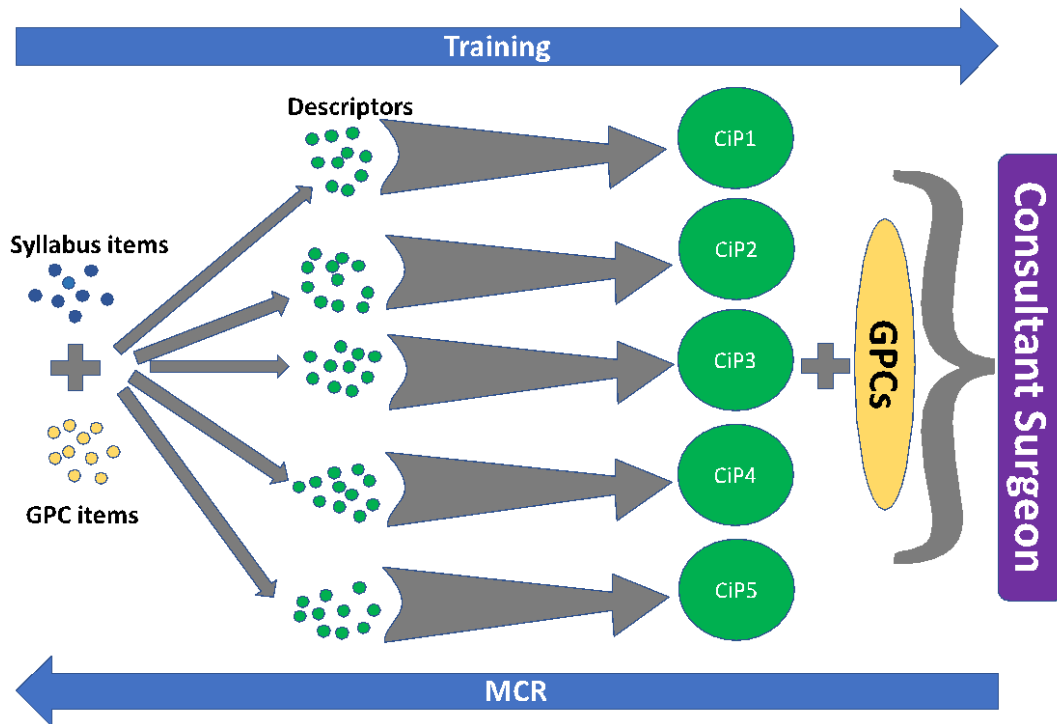 Training
Descriptors
Syllabus items
GPC items
CiP1
CiP2
CiP3
CiP4
CiP5
GPCs
Consultant Surgeon
MCR